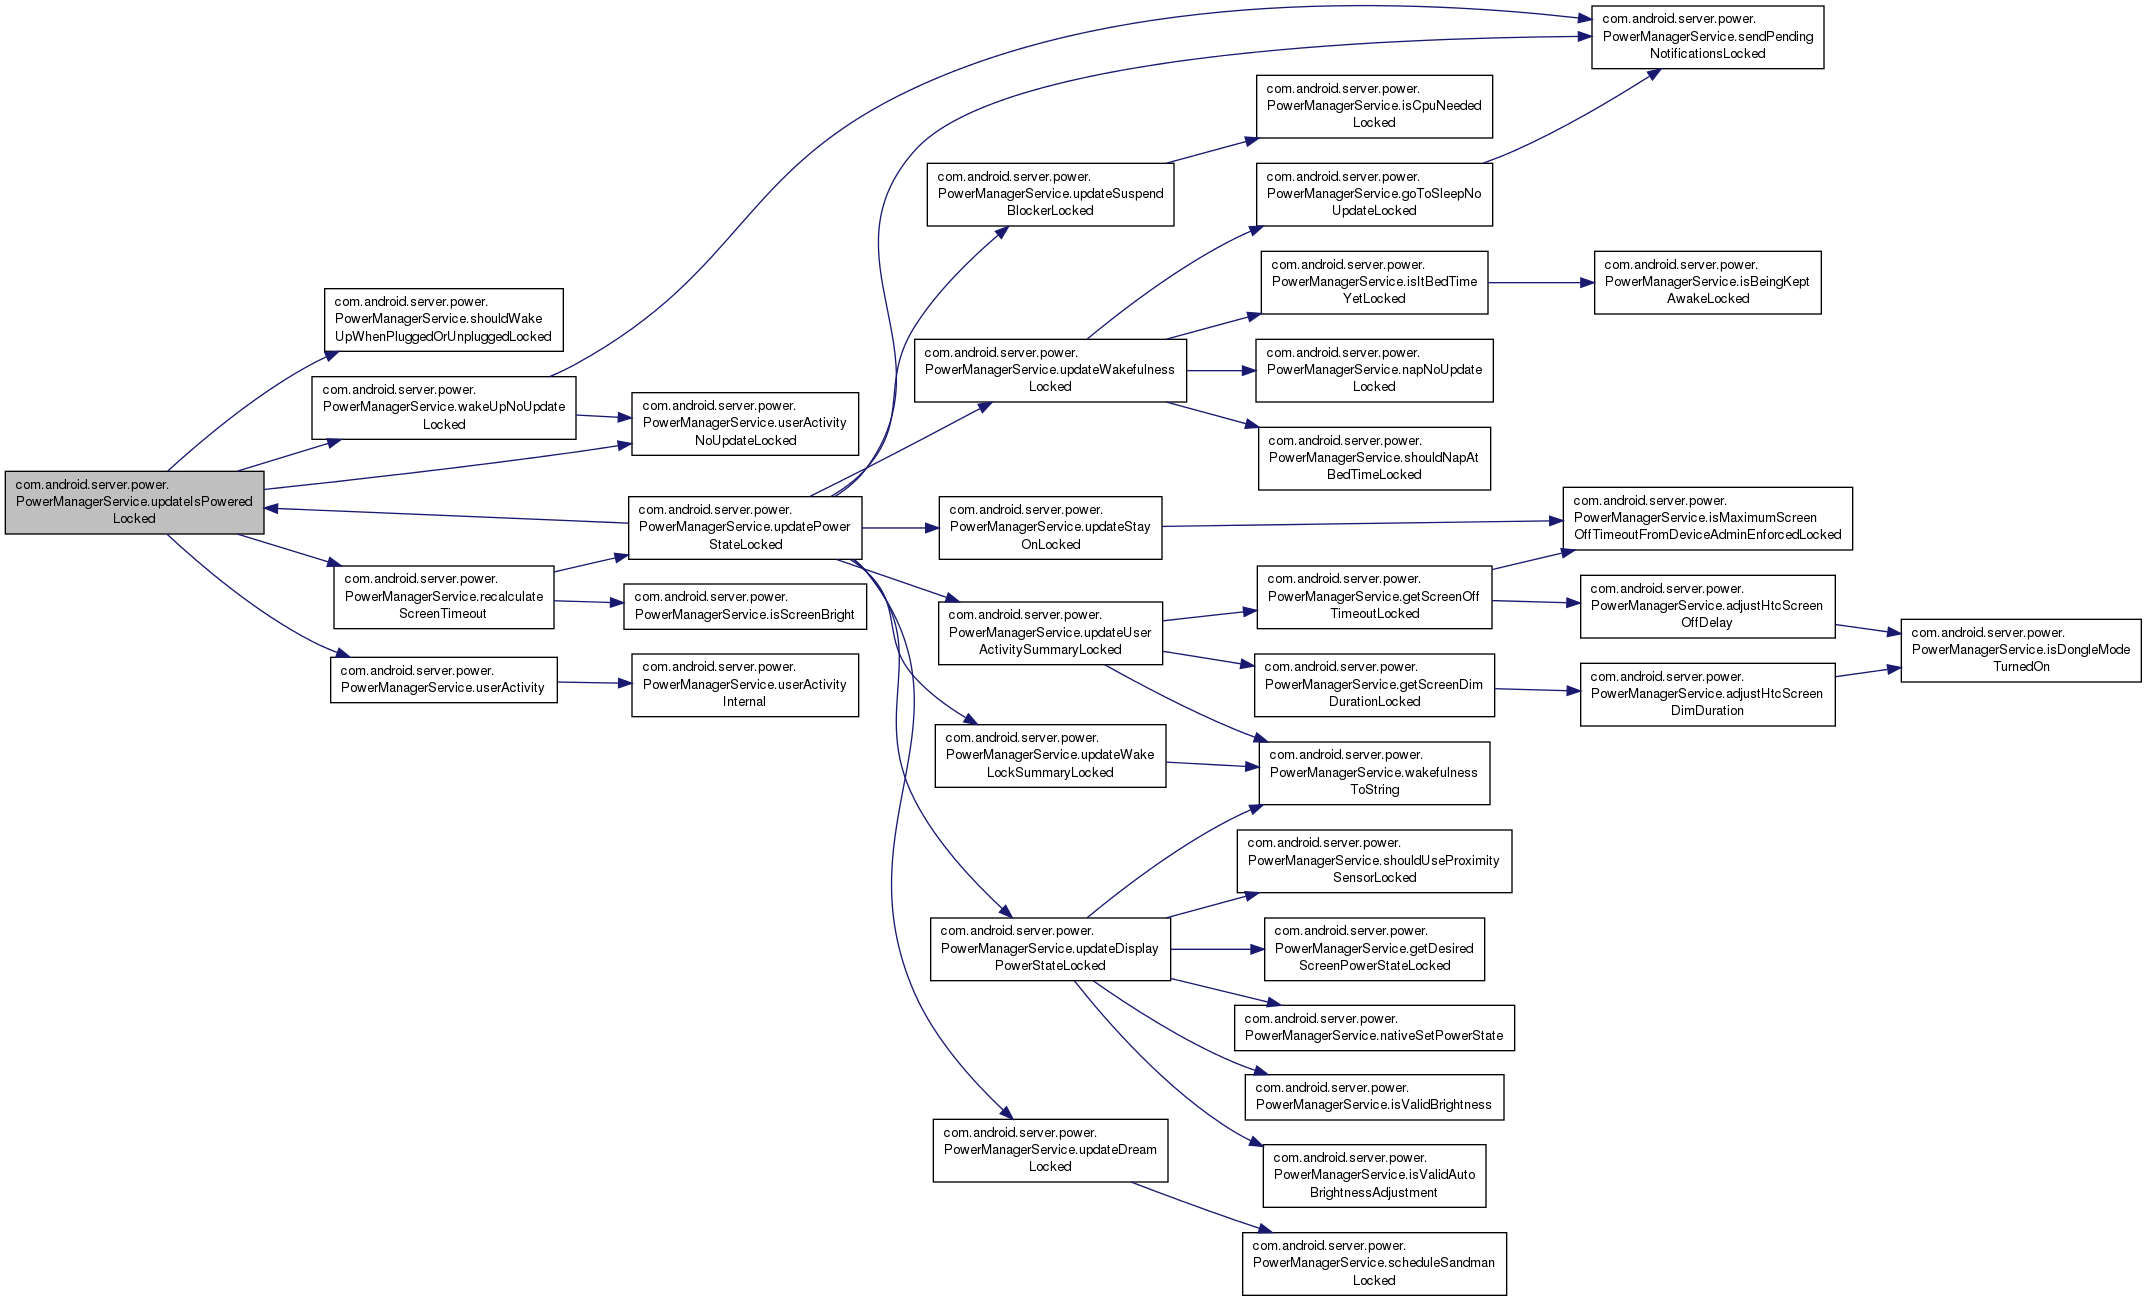 com.android.server.power.
PowerManagerService.updateIsPowered
Locked
com.android.server.power.
PowerManagerService.shouldWake
UpWhenPluggedOrUnpluggedLocked
com.android.server.power.
PowerManagerService.wakeUpNoUpdate
Locked
com.android.server.power.
PowerManagerService.recalculate
ScreenTimeout
com.android.server.power.
PowerManagerService.userActivity
com.android.server.power.
PowerManagerService.userActivity
NoUpdateLocked
com.android.server.power.
PowerManagerService.updatePower
StateLocked
com.android.server.power.
PowerManagerService.isScreenBright
com.android.server.power.
PowerManagerService.userActivity
Internal
com.android.server.power.
PowerManagerService.updateSuspend
BlockerLocked
com.android.server.power.
PowerManagerService.updateWakefulness
Locked
com.android.server.power.
PowerManagerService.updateStay
OnLocked
com.android.server.power.
PowerManagerService.updateUser
ActivitySummaryLocked
com.android.server.power.
PowerManagerService.updateWake
LockSummaryLocked
com.android.server.power.
PowerManagerService.updateDisplay
PowerStateLocked
com.android.server.power.
PowerManagerService.updateDream
Locked
com.android.server.power.
PowerManagerService.isCpuNeeded
Locked
com.android.server.power.
PowerManagerService.goToSleepNo
UpdateLocked
com.android.server.power.
PowerManagerService.isItBedTime
YetLocked
com.android.server.power.
PowerManagerService.napNoUpdate
Locked
com.android.server.power.
PowerManagerService.shouldNapAt
BedTimeLocked
com.android.server.power.
PowerManagerService.getScreenOff
TimeoutLocked
com.android.server.power.
PowerManagerService.getScreenDim
DurationLocked
com.android.server.power.
PowerManagerService.wakefulness
ToString
com.android.server.power.
PowerManagerService.shouldUseProximity
SensorLocked
com.android.server.power.
PowerManagerService.getDesired
ScreenPowerStateLocked
com.android.server.power.
PowerManagerService.nativeSetPowerState
com.android.server.power.
PowerManagerService.isValidBrightness
com.android.server.power.
PowerManagerService.isValidAuto
BrightnessAdjustment
com.android.server.power.
PowerManagerService.scheduleSandman
Locked
com.android.server.power.
PowerManagerService.sendPending
NotificationsLocked
com.android.server.power.
PowerManagerService.isBeingKept
AwakeLocked
com.android.server.power.
PowerManagerService.isMaximumScreen
OffTimeoutFromDeviceAdminEnforcedLocked
com.android.server.power.
PowerManagerService.adjustHtcScreen
OffDelay
com.android.server.power.
PowerManagerService.adjustHtcScreen
DimDuration
com.android.server.power.
PowerManagerService.isDongleMode
TurnedOn